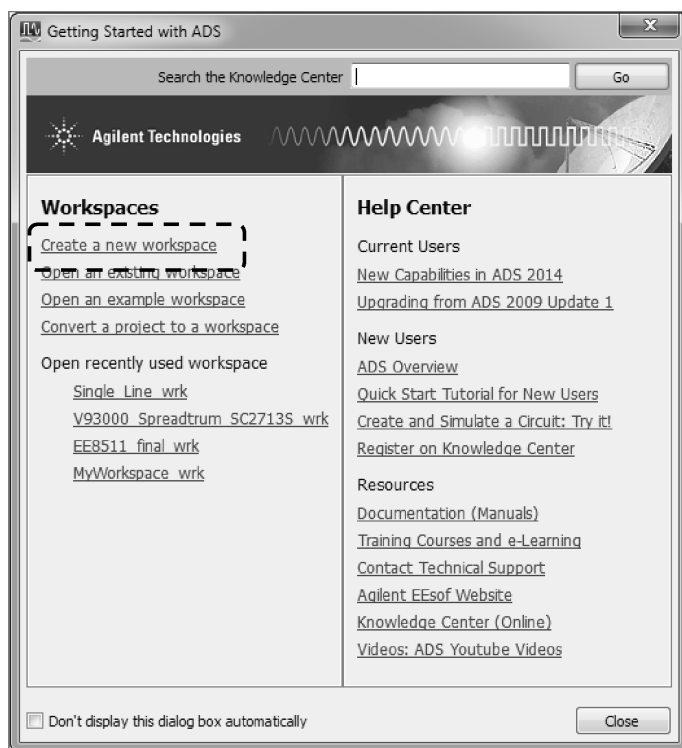 Getting Started with ADS
Search the Knowledge Center
Go
Agilent Technologies
Workspaces
Create a new workspace
Open an existing workspace
Open an example workspace
Convert a project to a workspace
Open recently used workspace
Single_Line_wrk
V93000_Spreadtrum_SC2713S_wrk
EE8511_final_wrk
MyWorkspace_wrk
Help Center
Current Users
New Capabilities in ADS 2014
Upgrading from ADS 2009 Update 1
New Users
ADS Overview
Quick Start Tutorial for New Users
Create and Simulate a Circuit: Try it!
Register on Knowledge Center
Resources
Documentation (Manuals)
Training Courses and e-Learning
Contact Technical Support
Agilent EEsof Website
Knowledge Center (Online)
Videos: ADS Youtube Videos
Don't display this dialog box automatically
Close